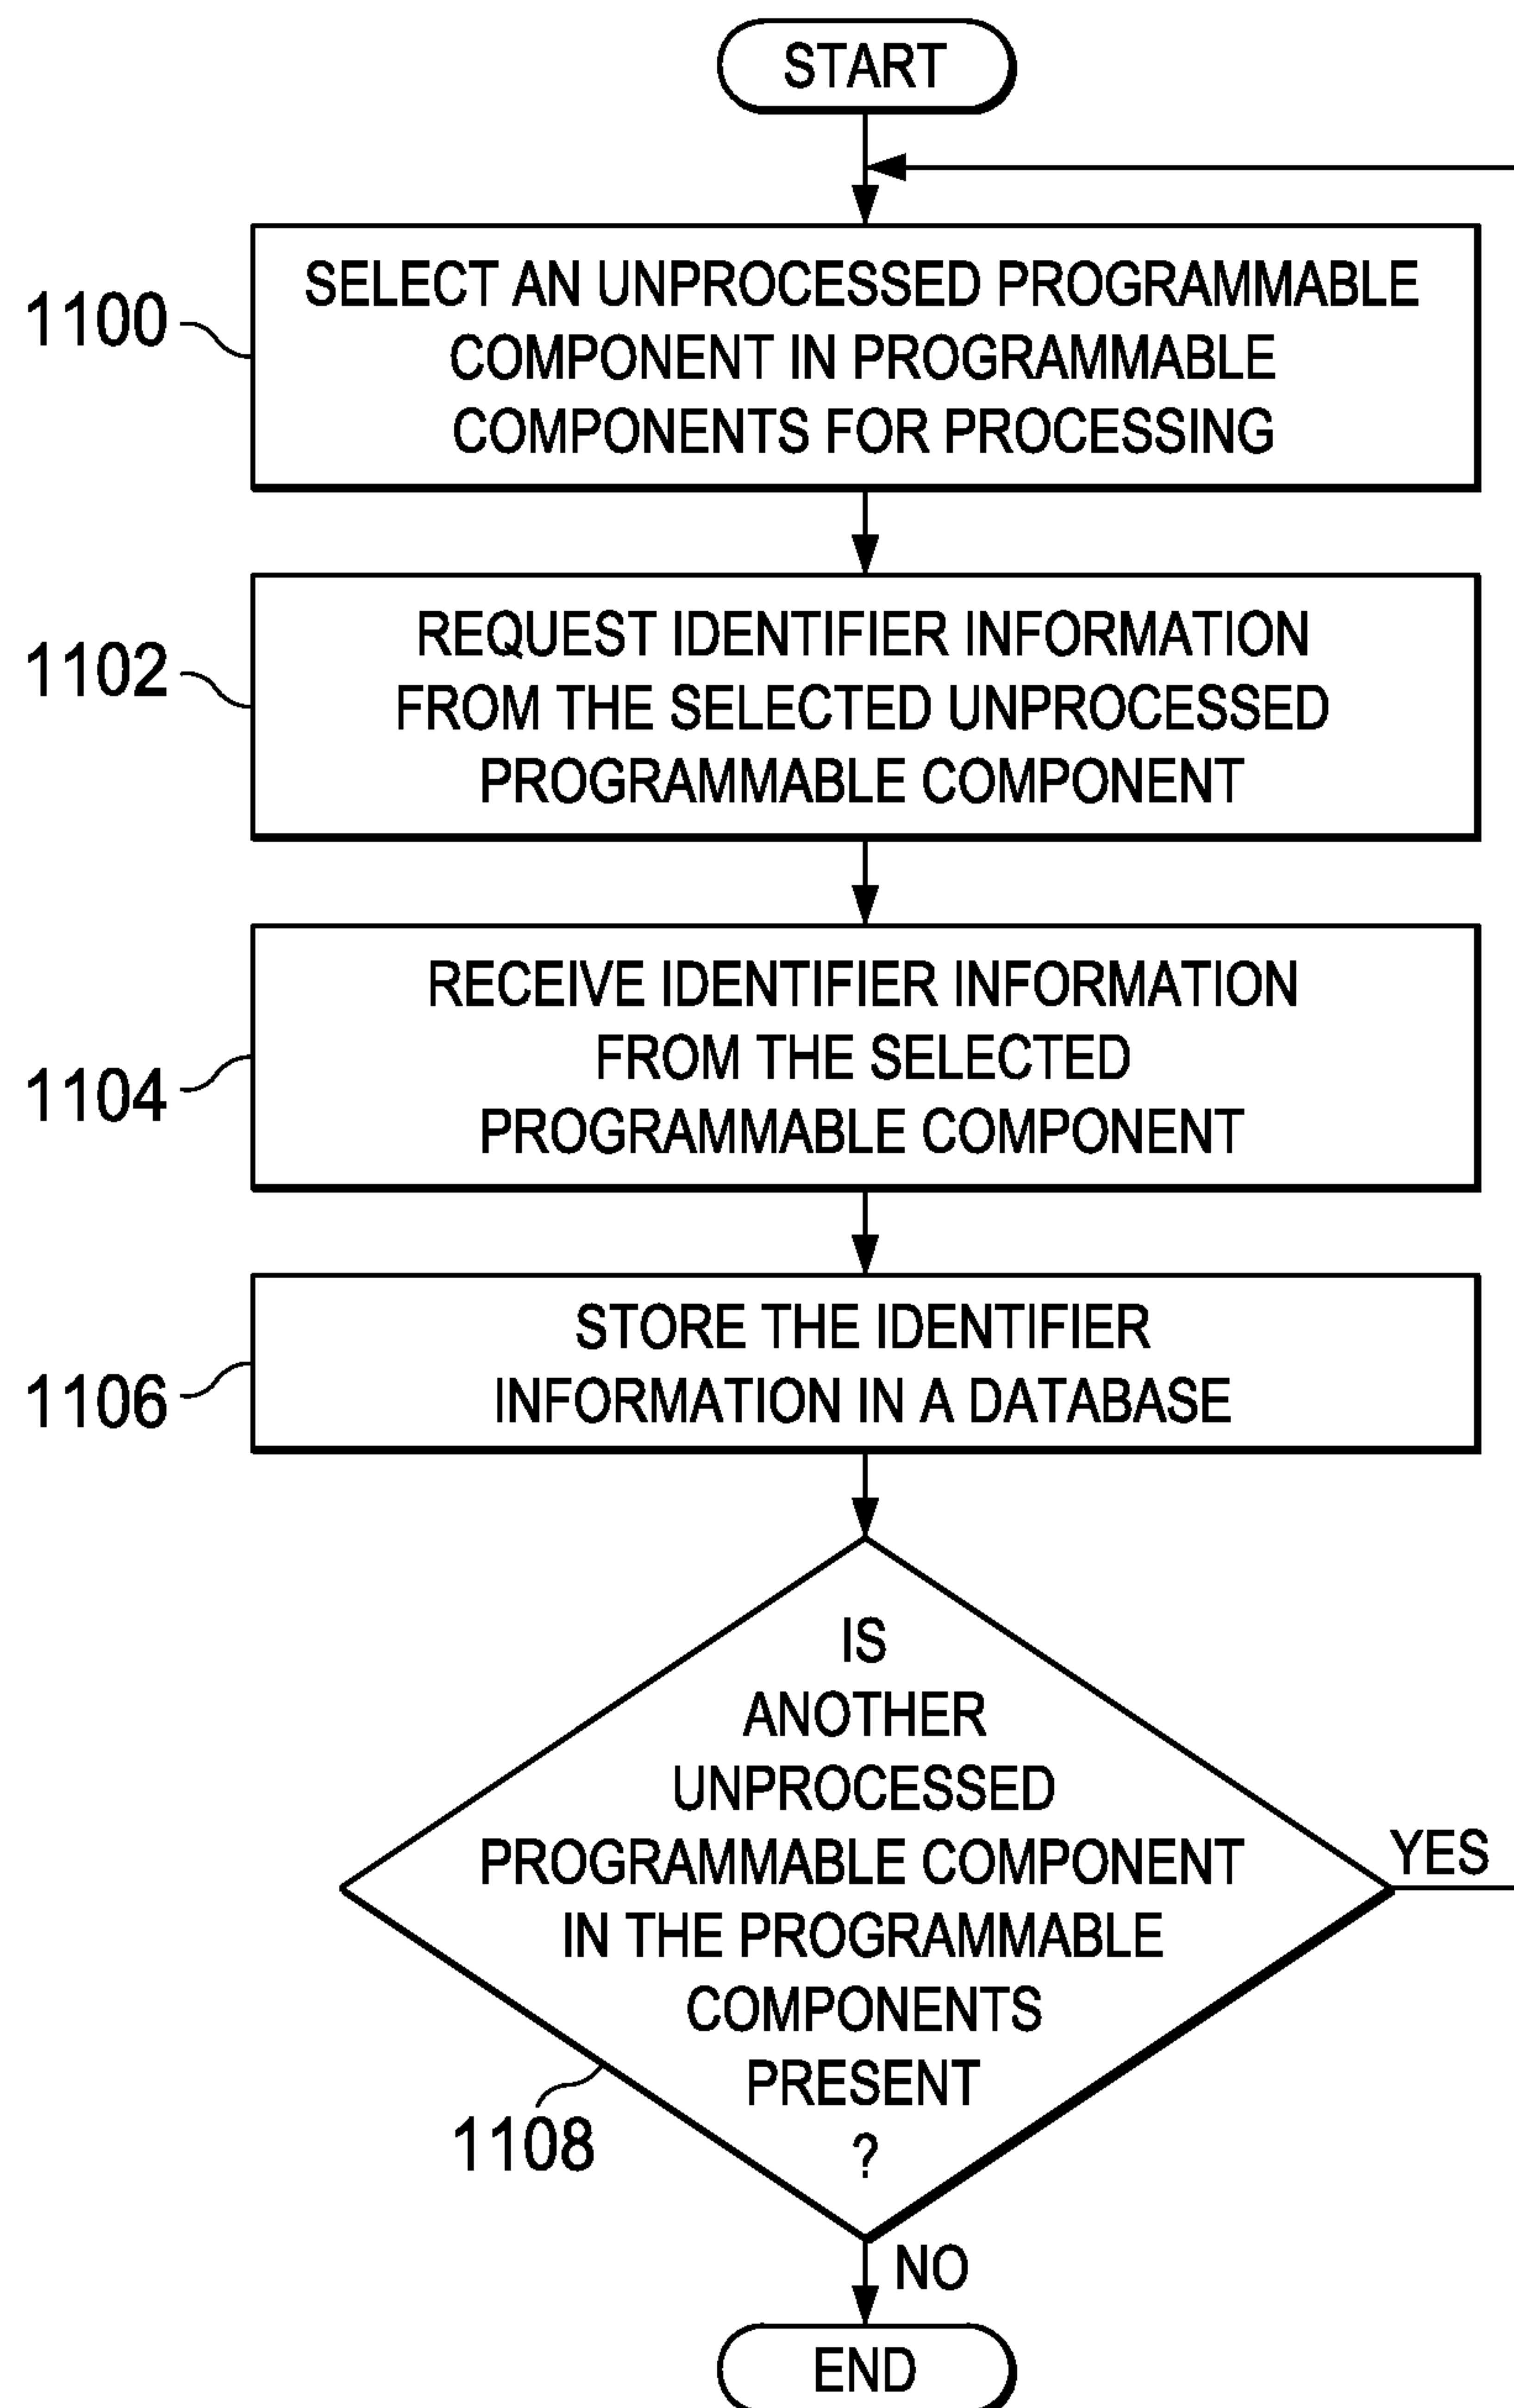 START
1100
SELECT AN UNPROCESSED PROGRAMMABLE
COMPONENT IN PROGRAMMABLE
COMPONENTS FOR PROCESSING
1102
REQUEST IDENTIFIER INFORMATION
FROM THE SELECTED UNPROCESSED
PROGRAMMABLE COMPONENT
1104
RECEIVE IDENTIFIER INFORMATION
FROM THE SELECTED
PROGRAMMABLE COMPONENT
1106
STORE THE IDENTIFIER
INFORMATION IN A DATABASE
IS
ANOTHER
UNPROCESSED
PROGRAMMABLE COMPONENT
IN THE PROGRAMMABLE
COMPONENTS
PRESENT
?
YES
1108
NO
END